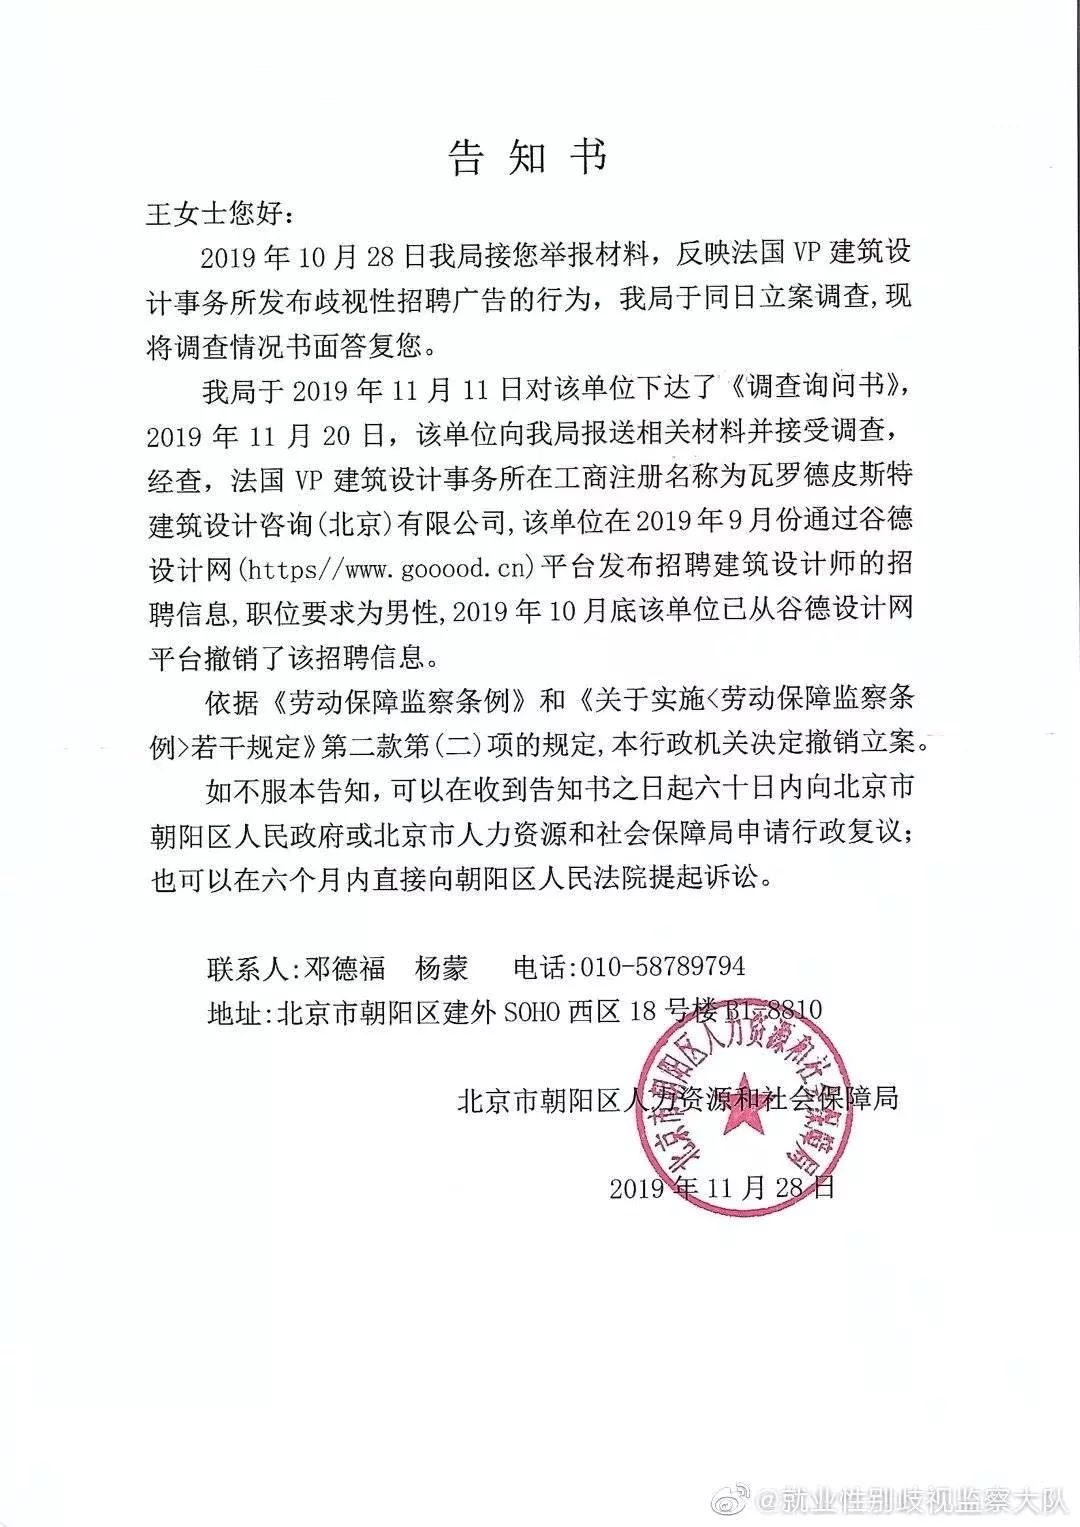 告知书
王女士您好：
2019年10月28日我局接您举报材料，反映法国VP建筑设
计事务所发布歧视性招聘广告的行为，我局于同日立案调查,现
将调查情况书面答复您。
我局于2019年11月11日对该单位下达了《调查询问书》，
2019年11月20日，该单位向我局报送相关材料并接受调查，
经查，法国VP建筑设计事务所在工商注册名称为瓦罗德皮斯特
建筑设计咨询(北京)有限公司,该单位在2019年9月份通过谷德
设计网(https//www.gooood.cn)平台发布招聘建筑设计师的招
聘信息,职位要求为男性,2019年10月底该单位已从谷德设计网
平台撤销了该招聘信息。
依据《劳动保障监察条例》和《关于实施<劳动保障监察条
例>若干规定》第二款第(二)项的规定,本行政机关决定撤销立案。
如不服本告知,可以在收到告知书之日起六十日内向北京市
朝阳区人民政府或北京市人力资源和社会保障局申请行政复议；
也可以在六个月内直接向朝阳区人民法院提起诉讼。
联系人:邓德福 杨蒙 电话:010-58789794
地址:北京市朝阳区建外SOHO西区18号楼B1-8810
北京市朝阳区人力资源和社会保障局
北京市朝阳区人力资源和社会保障局
2019年11月28日
@就业性别歧视监察大队